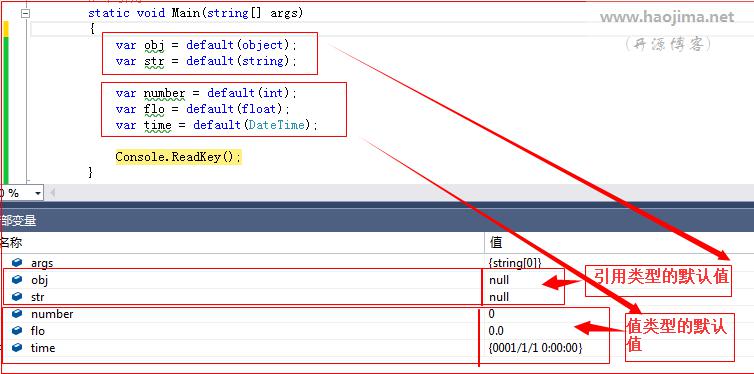 static void Main(string[] args)
www.haojima.net
{
(开源博客)
var obj = default(object);
var str = default(string);
var number = default(int);
var flo = default(float);
var time = default(DateTime);
Console.ReadKey();
}
0 %
部变量
名称 值
args {string[0]}
obj null
str null
引用类型的默认值
number 0
flo 0.0
time {0001/1/1 0:00:00}
值类型的默认
值